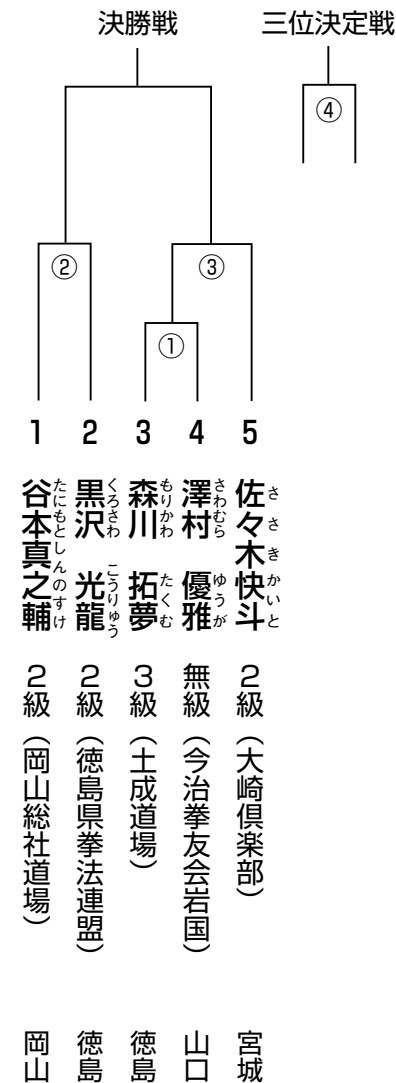 決勝戦
三位決定戦
④
②
③
①
1 2 3 4 5
谷本真之輔 たにもとしんのすけ 2級 (岡山総社道場) 岡山
黒沢 光龍 くろさわ こうりゅう 2級 (徳島県拳法連盟) 徳島
森川 拓夢 もりかわ たくむ 3級 (土成道場) 徳島
澤村 優雅 さわむら ゆうが 無級 (今治拳友会岩国) 山口
佐々木快斗 ささきかいと 2級 (大崎倶楽部) 宮城